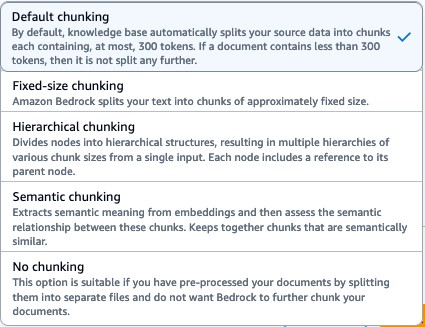 Default chunking
By default, knowledge base automatically splits your source data into chunks
each containing, at most, 300 tokens. If a document contains less than 300
tokens, then it is not split any further.
Fixed-size chunking
Amazon Bedrock splits your text into chunks of approximately fixed size.
Hierarchical chunking
Divides nodes into hierarchical structures, resulting in multiple hierarchies of
various chunk sizes from a single input. Each node includes a reference to its
parent node.
Semantic chunking
Extracts semantic meaning from embeddings and then assess the semantic
relationship between these chunks. Keeps together chunks that are semantically
similar.
No chunking
This option is suitable if you have pre-processed your documents by splitting
them into separate files and do not want Bedrock to further chunk your
documents.